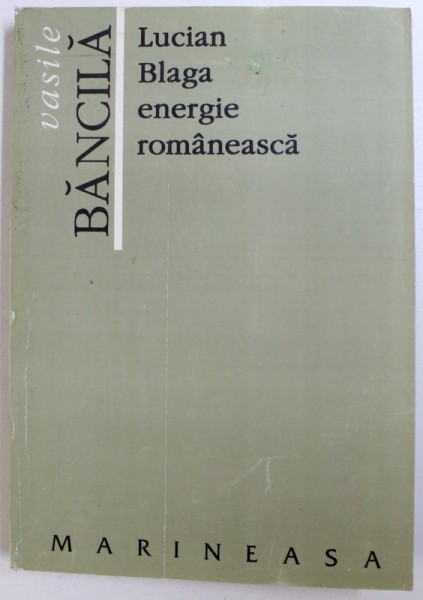 vasile
BĂNCILĂ
Lucian
Blaga
energie
românească
MARINEASA